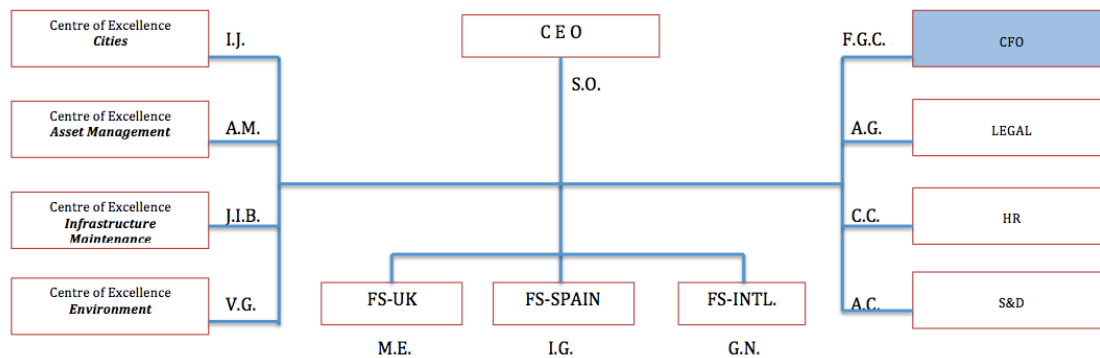 Centre of Excellence
Cities
I.J.
C E O
F.G.C.
CFO
S.O.
Centre of Excellence
Asset Management
A.M.
A.G.
LEGAL
Centre of Excellence
Infrastructure
Maintenance
J.I.B.
C.C.
HR
Centre of Excellence
Environment
V.G.
FS-UK
FS-SPAIN
FS-INTL.
A.C.
S&D
M.E.
I.G.
G.N.